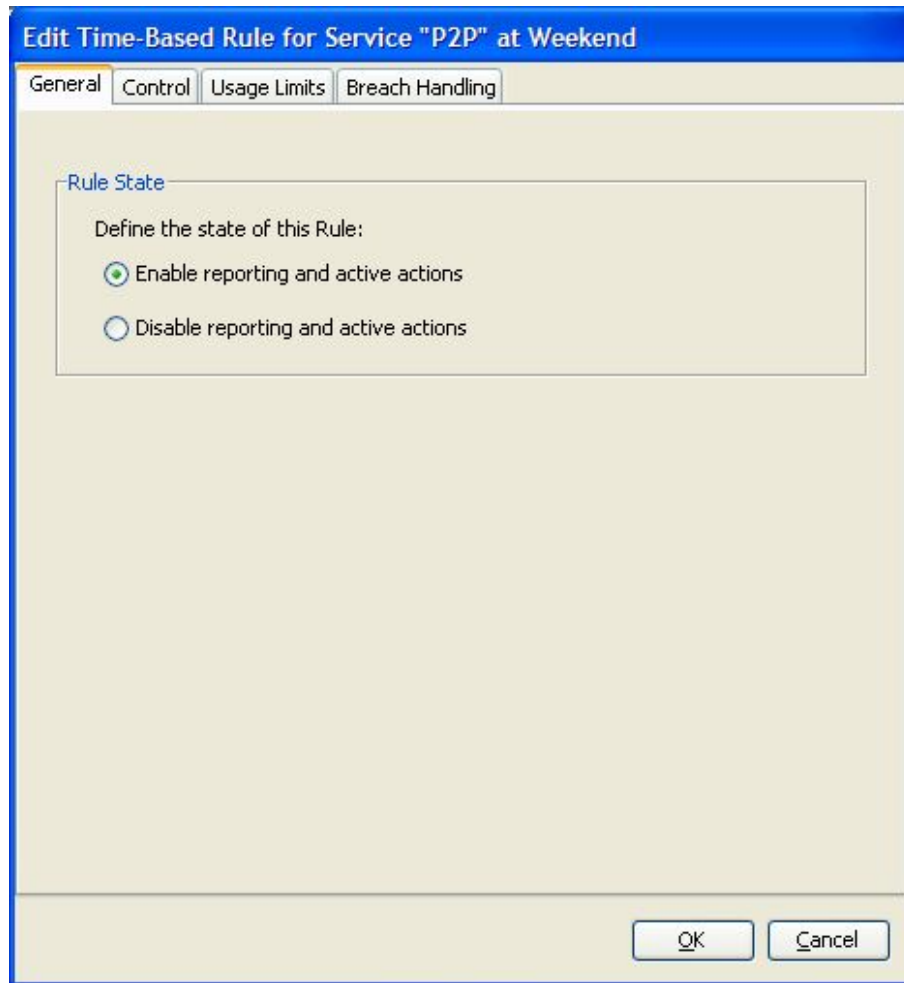 Edit Time-Based Rule for Service "P2P" at Weekend
General Control Usage Limits Breach Handling
Rule State
Define the state of this Rule:
Enable reporting and active actions
Disable reporting and active actions
OK Cancel